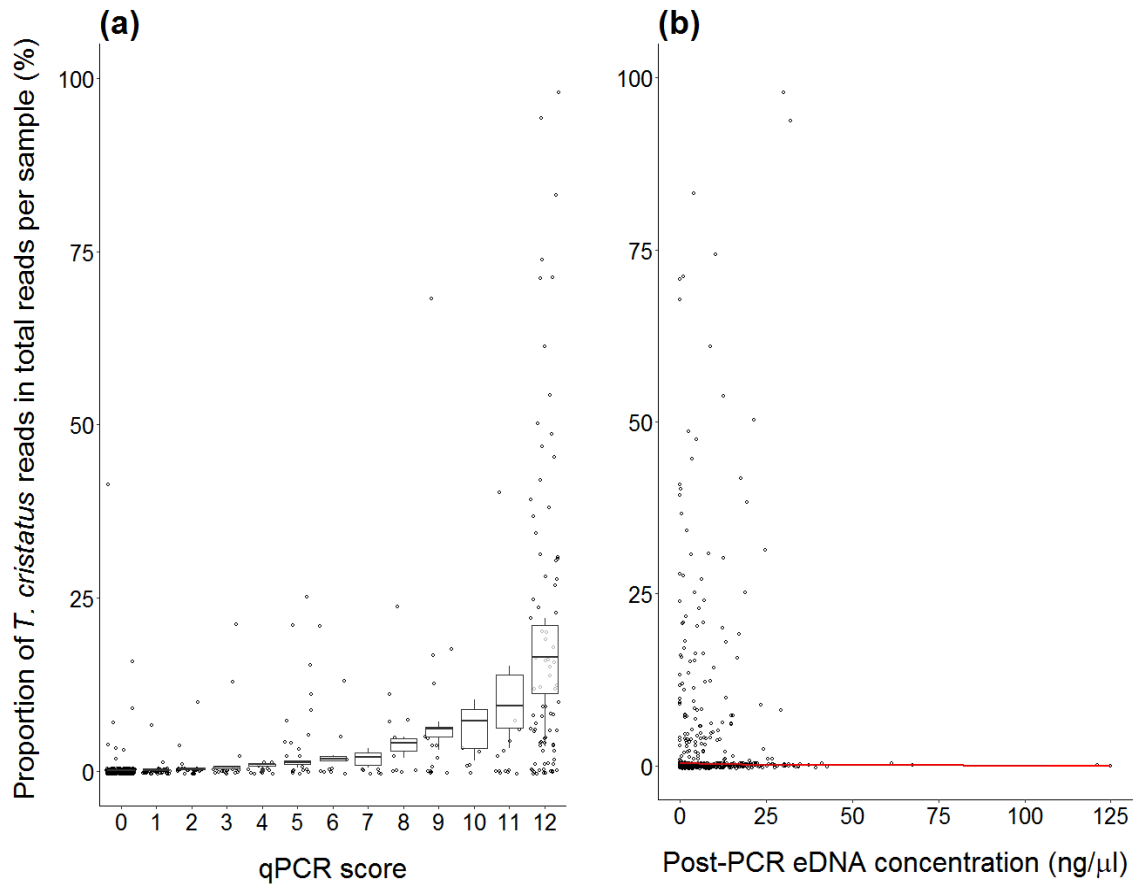 (a)
(b)
Proportion of T. cristatus reads in total reads per sample (%)
100
75
50
25
0
0 1 2 3 4 5 6 7 8 9 10 11 12
qPCR score
100
75
50
25
0
0 25 50 75 100 125
Post-PCR eDNA concentration (ng/μl)